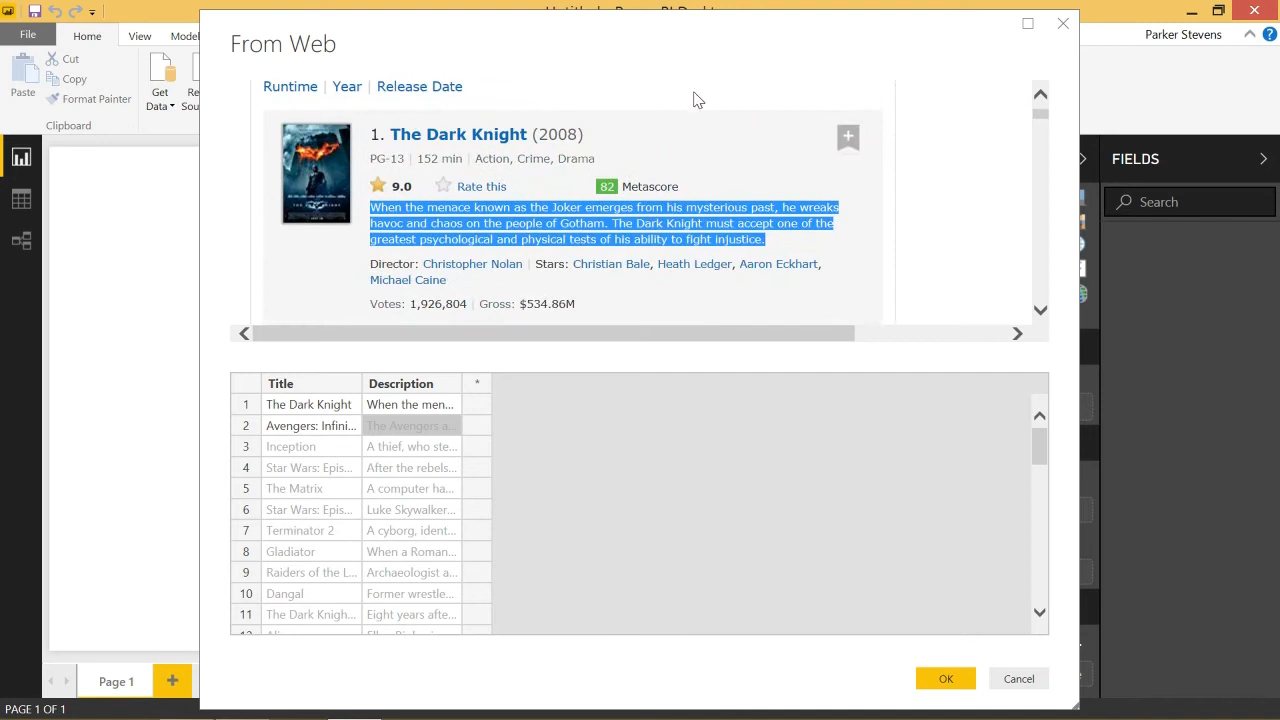 File
Home
View
Parker Stevens
Paste
Cut
Copy
Format Painter
Clipboard
Get
Data
From Web
Runtime | Year | Release Date
1. The Dark Knight (2008)
PG-13 | 152 min | Action, Crime, Drama
9.0 Rate this 82 Metascore
When the menace known as the Joker emerges from his mysterious past, he wreaks
havoc and chaos on the people of Gotham. The Dark Knight must accept one of the
greatest psychological and physical tests of his ability to fight injustice.
Director: Christopher Nolan | Stars: Christian Bale, Heath Ledger, Aaron Eckhart,
Michael Caine
Votes: 1,926,804 | Gross: $534.86M
Title Description *
1 The Dark Knight When the men...
2 Avengers: Infini... The Avengers a...
3 Inception A thief, who ste...
4 Star Wars: Epis... After the rebels...
5 The Matrix A computer ha...
6 Star Wars: Epis... Luke Skywalker...
7 Terminator 2 A cyborg, ident...
8 Gladiator When a Roman...
9 Raiders of the L... Archaeologist a...
10 Dangal Former wrestle...
11 The Dark Knigh... Eight years afte...
OK Cancel
FIELDS
Search
Page 1
PAGE 1 OF 1